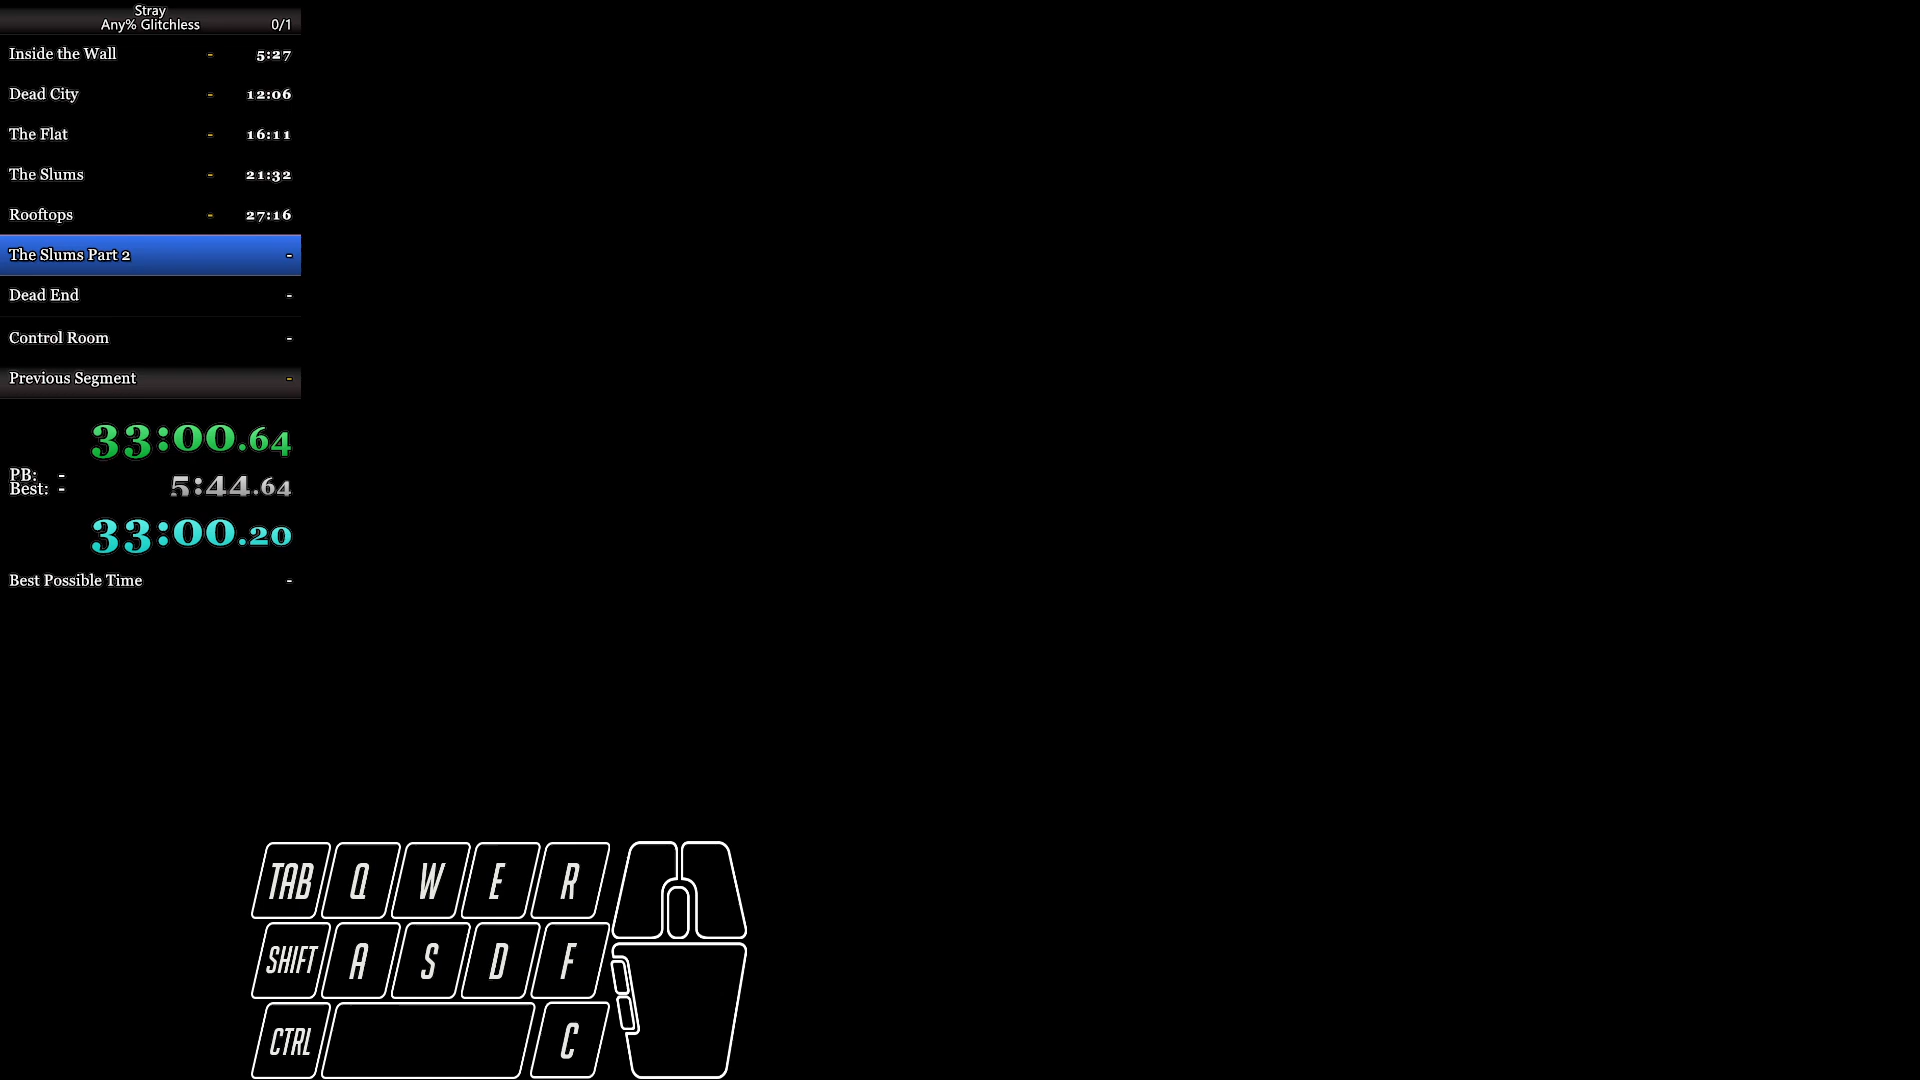 Stray
Any% Glitchless 0/1
Inside the Wall - 5:27
Dead City - 12:06
The Flat - 16:11
The Slums - 21:32
Rooftops - 27:16
The Slums Part 2 -
Dead End -
Control Room -
Previous Segment -
33:00.64
PB: -
Best: - 5:44.64
33:00.20
Best Possible Time -
TAB Q W E R
SHIFT A S D F
CTRL C